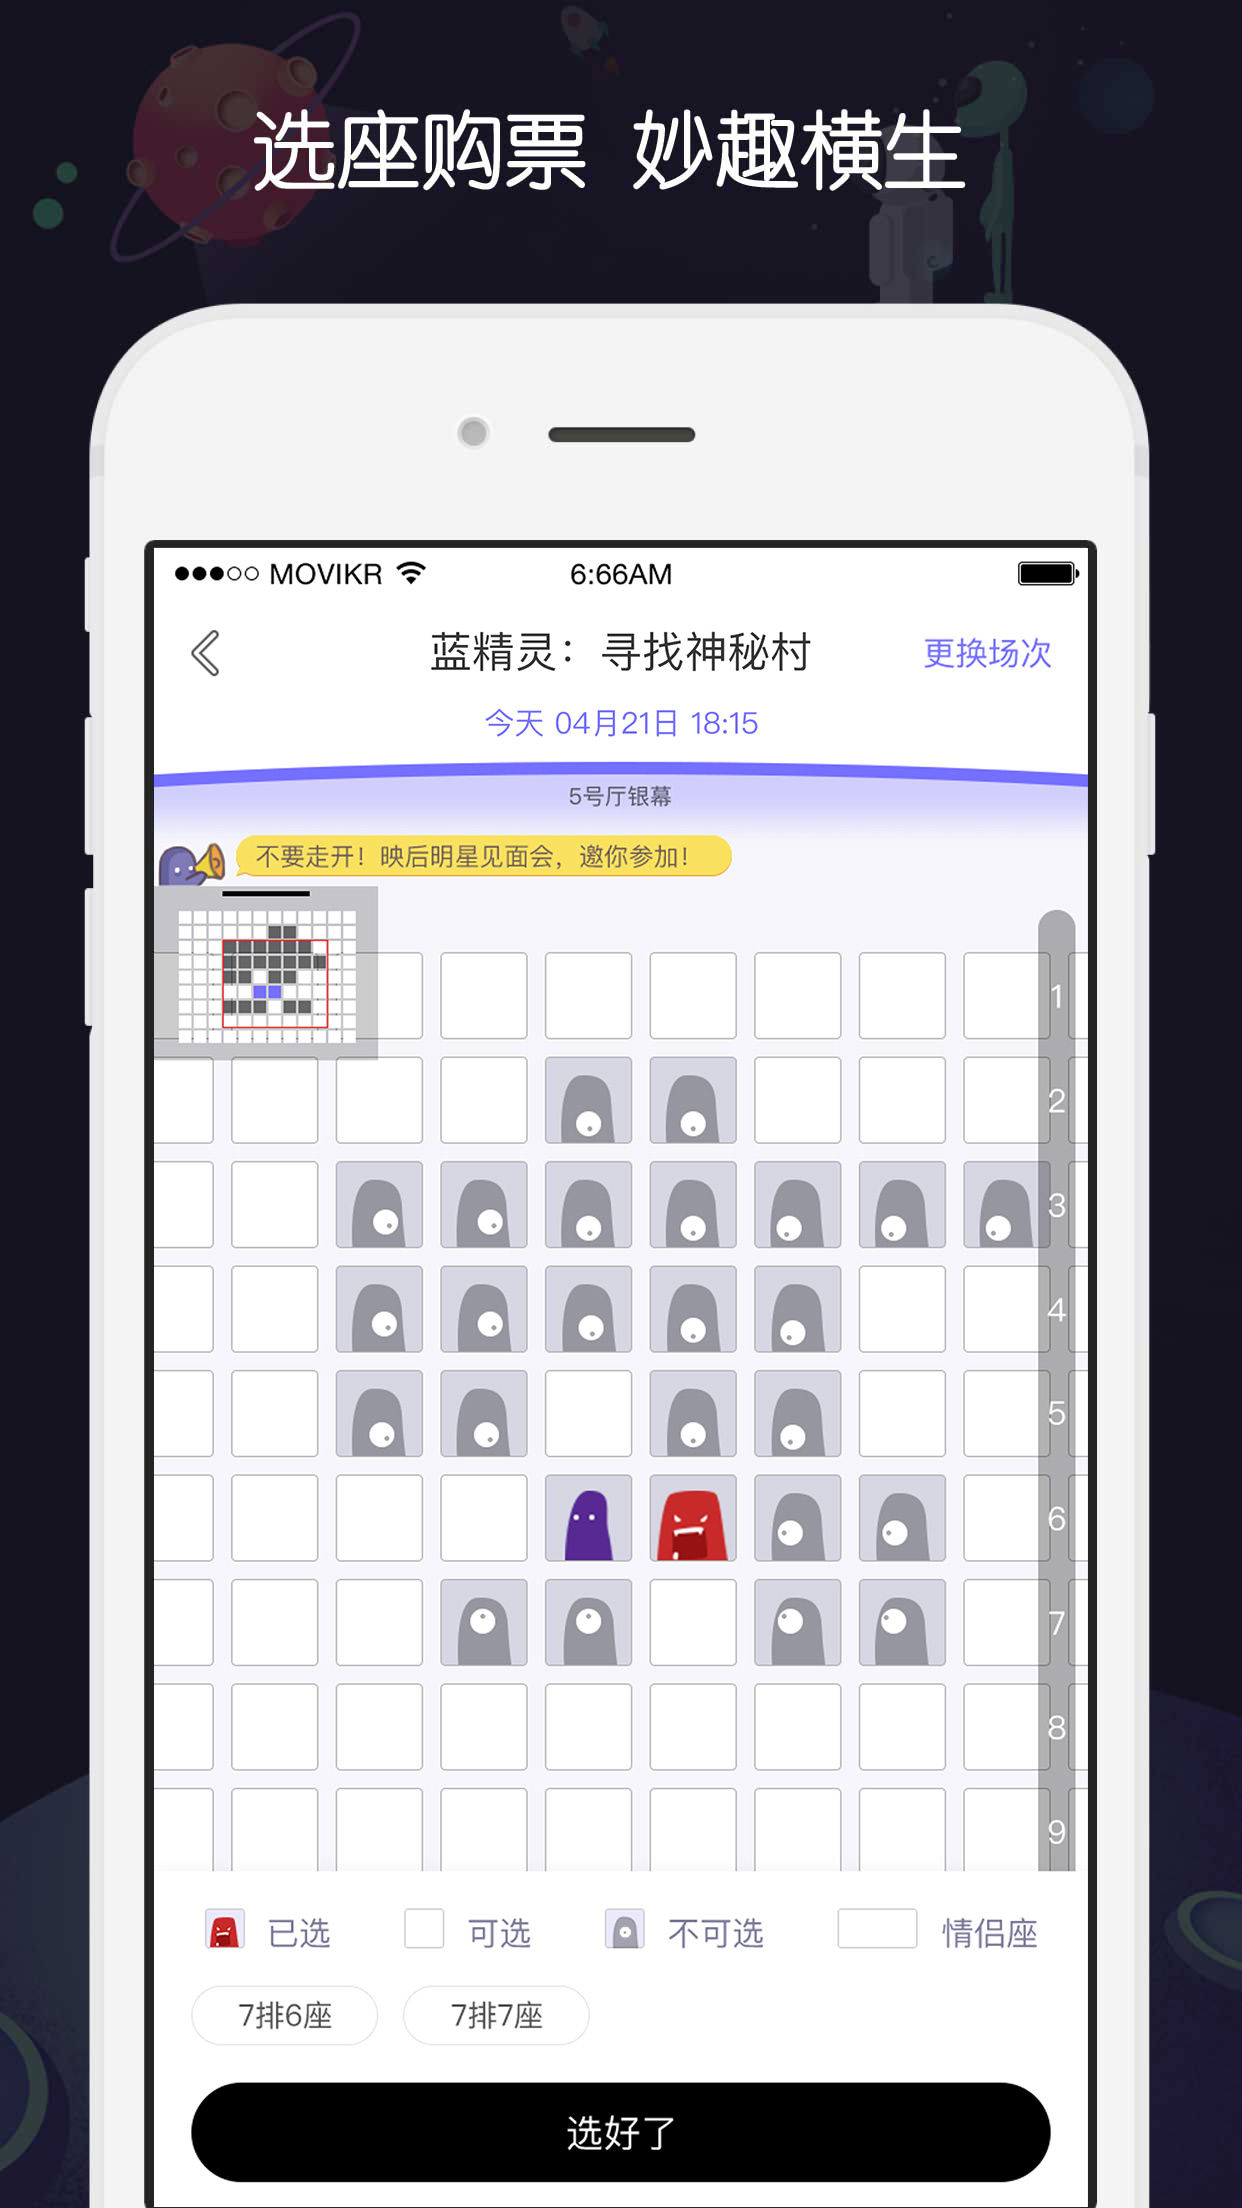 选座购票 妙趣横生
MOVIKR 6:66AM
蓝精灵：寻找神秘村 更换场次
今天 04月21日 18:15
5号厅银幕
不要走开！映后明星见面会，邀你参加！
1
2
3
4
5
6
7
8
9
已选 可选 不可选 情侣座
7排6座 7排7座
选好了